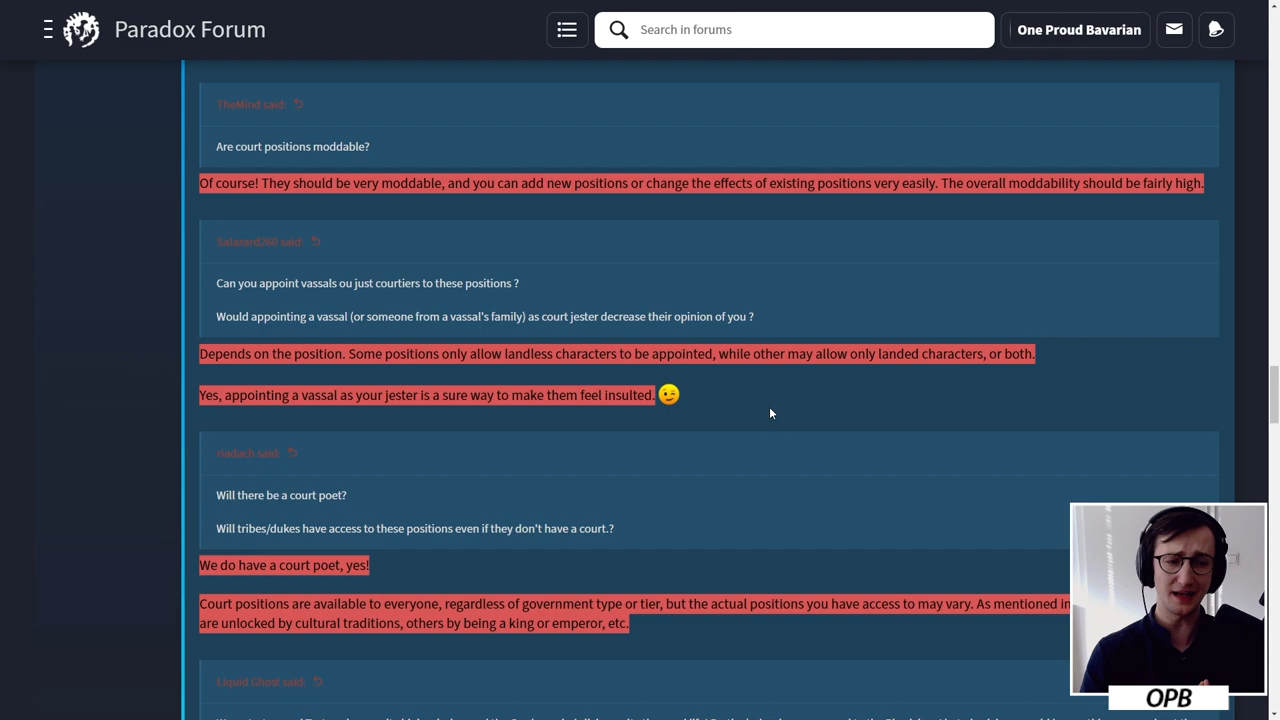 Paradox Forum
Search in forums
One Proud Bavarian
TheMind said:
Are court positions moddable?
Of course! They should be very moddable, and you can add new positions or change the effects of existing positions very easily. The overall moddability should be fairly high.
Salazard260 said:
Can you appoint vassals ou just courtiers to these positions ?
Would appointing a vassal (or someone from a vassal's family) as court jester decrease their opinion of you ?
Depends on the position. Some positions only allow landless characters to be appointed, while other may allow only landed characters, or both.
Yes, appointing a vassal as your jester is a sure way to make them feel insulted.
riadach said:
Will there be a court poet?
Will tribes/dukes have access to these positions even if they don't have a court.?
We do have a court poet, yes!
Court positions are available to everyone, regardless of government type or tier, but the actual positions you have access to may vary. As mentioned in
are unlocked by cultural traditions, others by being a king or emperor, etc.
Liquid Ghost said:
OPB